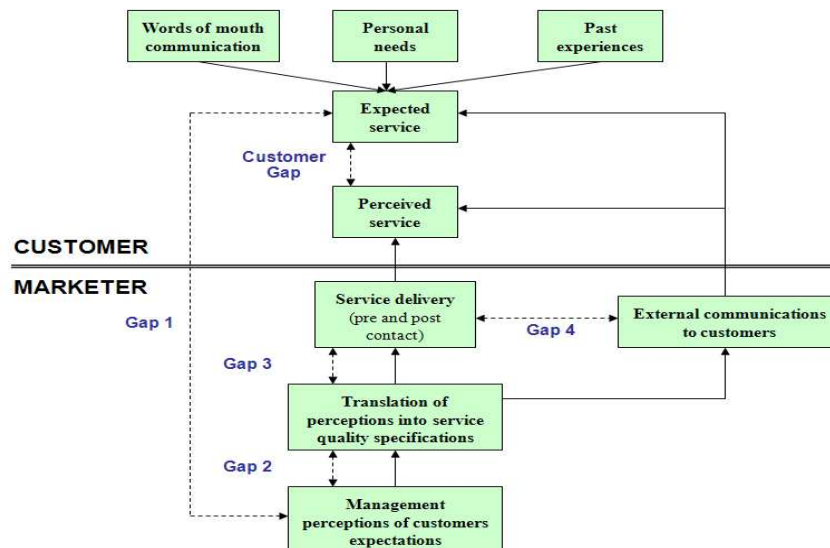 Words of mouth
communication
Personal
needs
Past
experiences
Expected
service
Customer
Gap
Perceived
service
CUSTOMER
MARKETER
Service delivery
(pre and post
contact)
External communications
to customers
Gap 1
Gap 4
Gap 3
Translation of
perceptions into service
quality specifications
Gap 2
Management
perceptions of customers
expectations